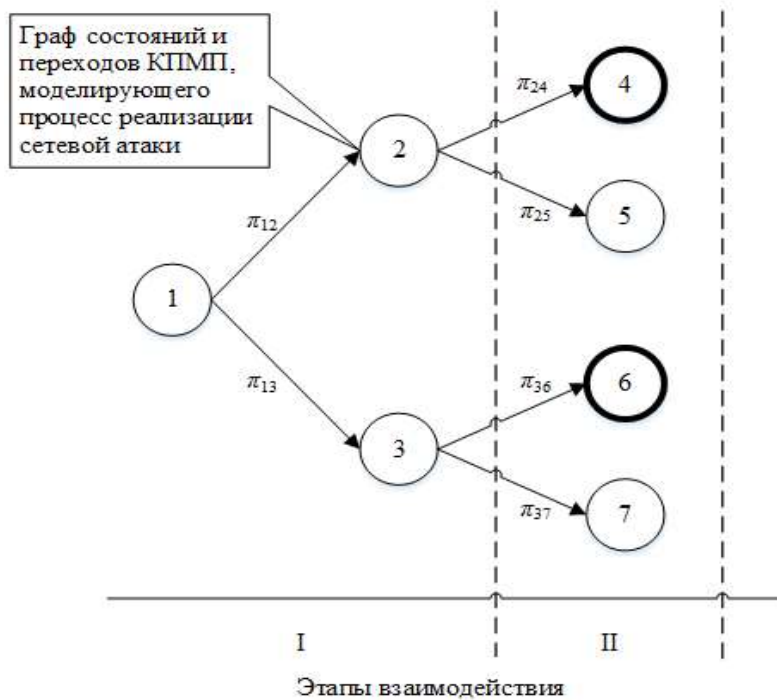 Граф состояний и
переходов КПМП,
моделирующего
процесс реализации
сетевой атаки
π24
4
2
π25
5
π12
1
π13
π36
6
3
π37
7
I
II
Этапы взаимодействия